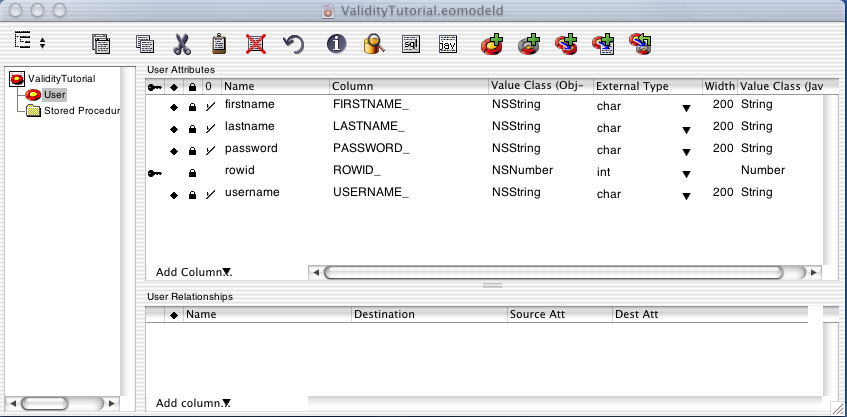 ValidityTutorial.eomodeld
sql
jav
ValidityTutorial
User
Stored Procedur
User Attributes
0 Name Column Value Class (Obj- External Type Width Value Class (Jav
firstname FIRSTNAME_ NSString char 200 String
lastname LASTNAME_ NSString char 200 String
password PASSWORD_ NSString char 200 String
rowid ROWID_ NSNumber int Number
username USERNAME_ NSString char 200 String
Add Column...
User Relationships
Name Destination Source Att Dest Att
Add column...